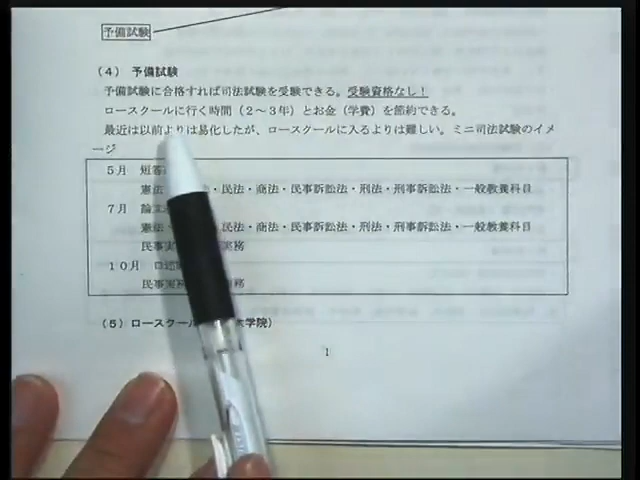 予備試験
(4) 予備試験
予備試験に合格すれば司法試験を受験できる。受験資格なし！
ロースクールに行く時間（2～3年）とお金（学費）を節約できる。
最近は以前よりは易化したが、ロースクールに入るよりは難しい。ミニ司法試験のイメ
ージ
5月 短答
憲法 ・民法・商法・民事訴訟法・刑法・刑事訴訟法・一般教養科目
7月 論文
憲法 民法・商法・民事訴訟法・刑法・刑事訴訟法・一般教養科目
民事実 実務
10月 口述
民事実務 務
(5) ロースクール 大学院）
1